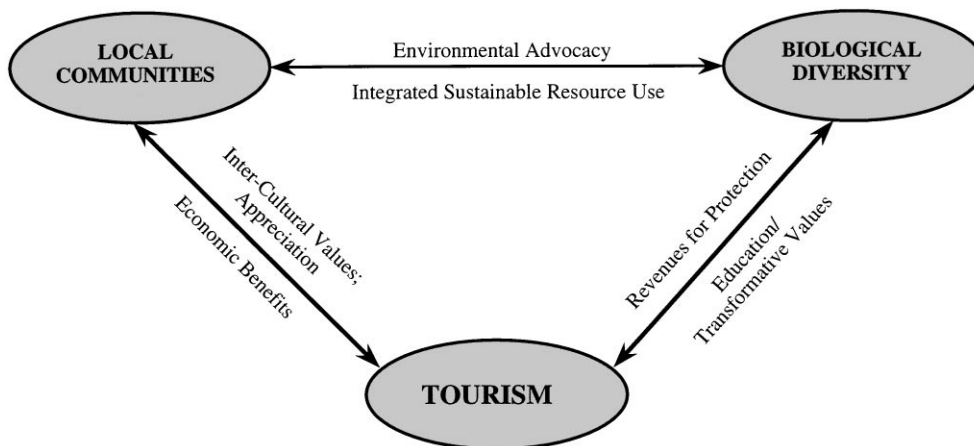 LOCAL
COMMUNITIES
Environmental Advocacy
Integrated Sustainable Resource Use
BIOLOGICAL
DIVERSITY
Inter-Cultural Values;
Appreciation
Economic Benefits
Revenues for Protection
Education/
Transformative Values
TOURISM